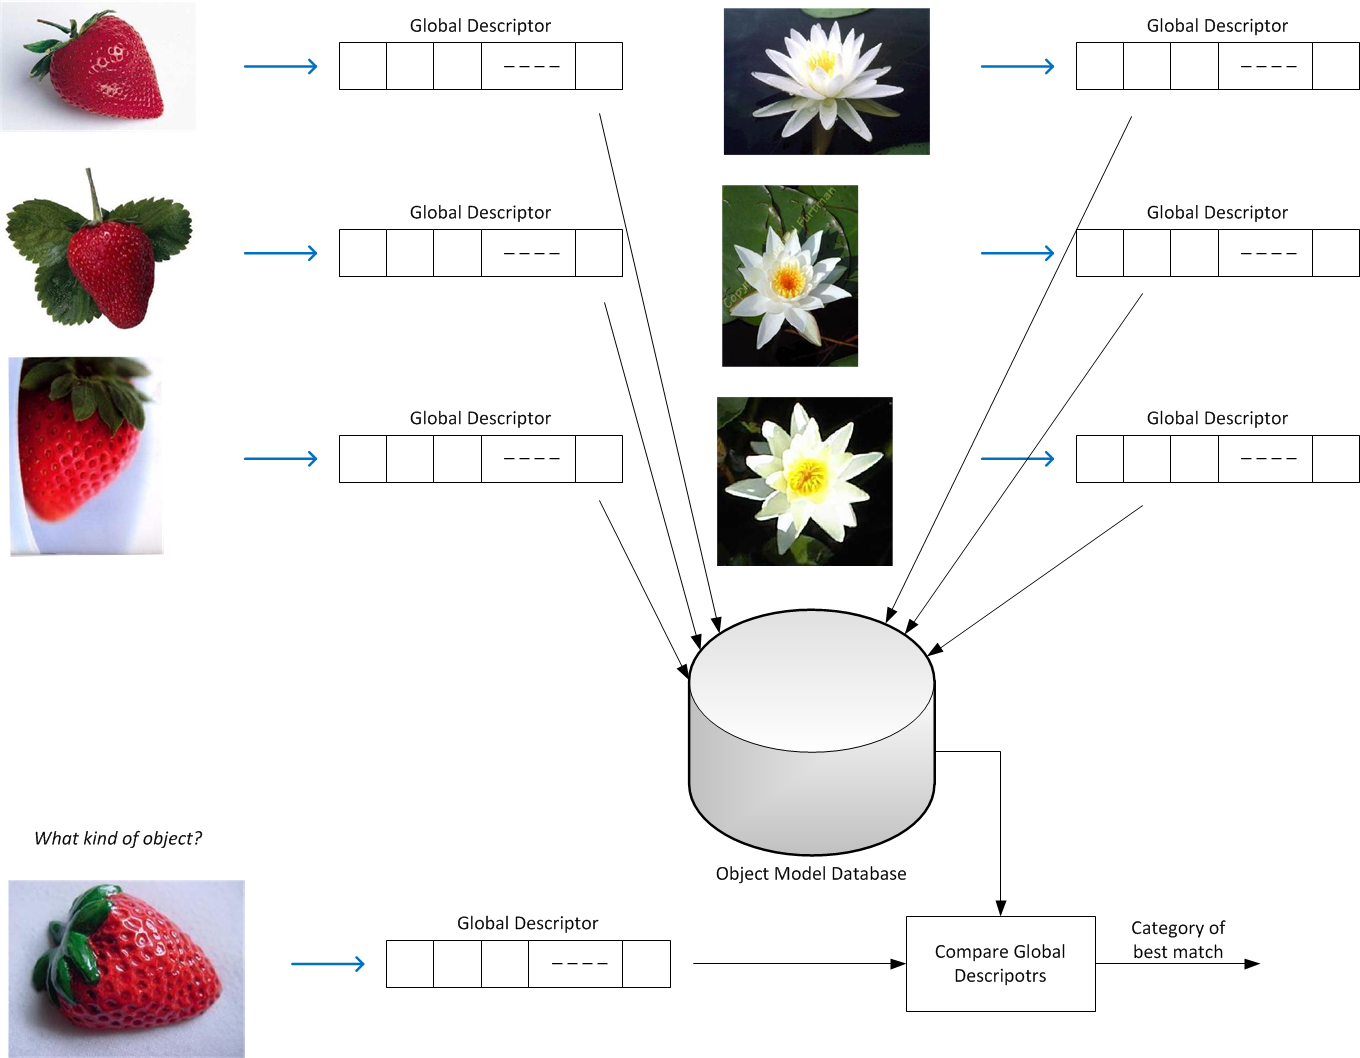 Global Descriptor
Global Descriptor
Global Descriptor
Global Descriptor
Global Descriptor
Global Descriptor
Object Model Database
What kind of object?
Global Descriptor
Compare Global
Descripotrs
Category of
best match